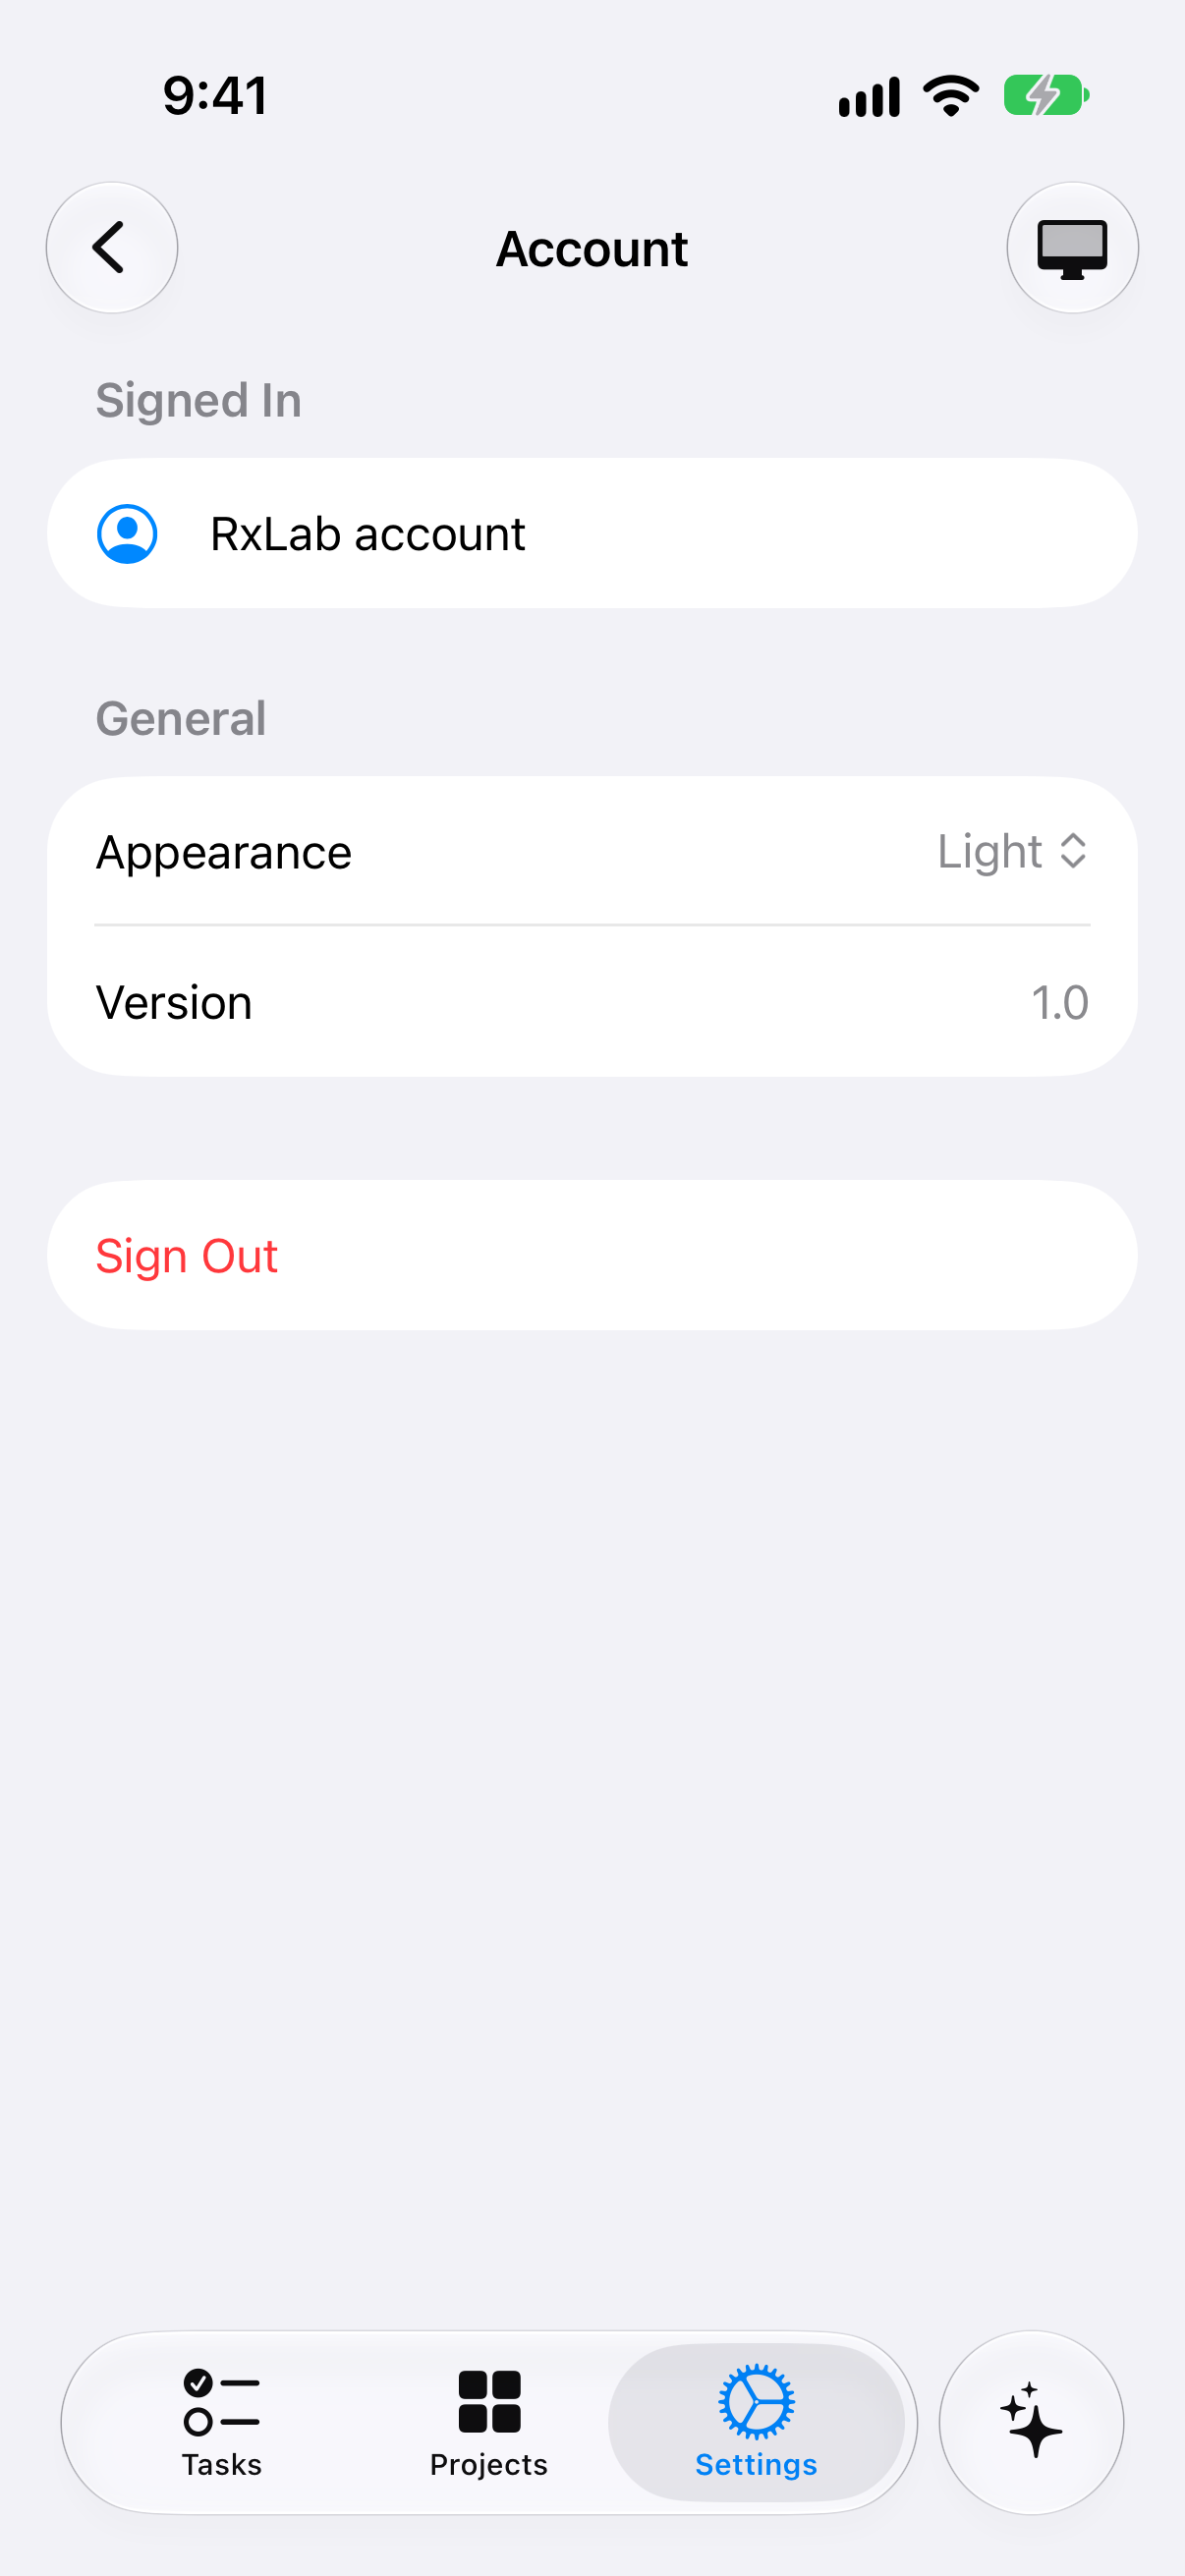 9:41
Account
Signed In
RxLab account
General
Appearance Light
Version 1.0
Sign Out
Tasks Projects Settings